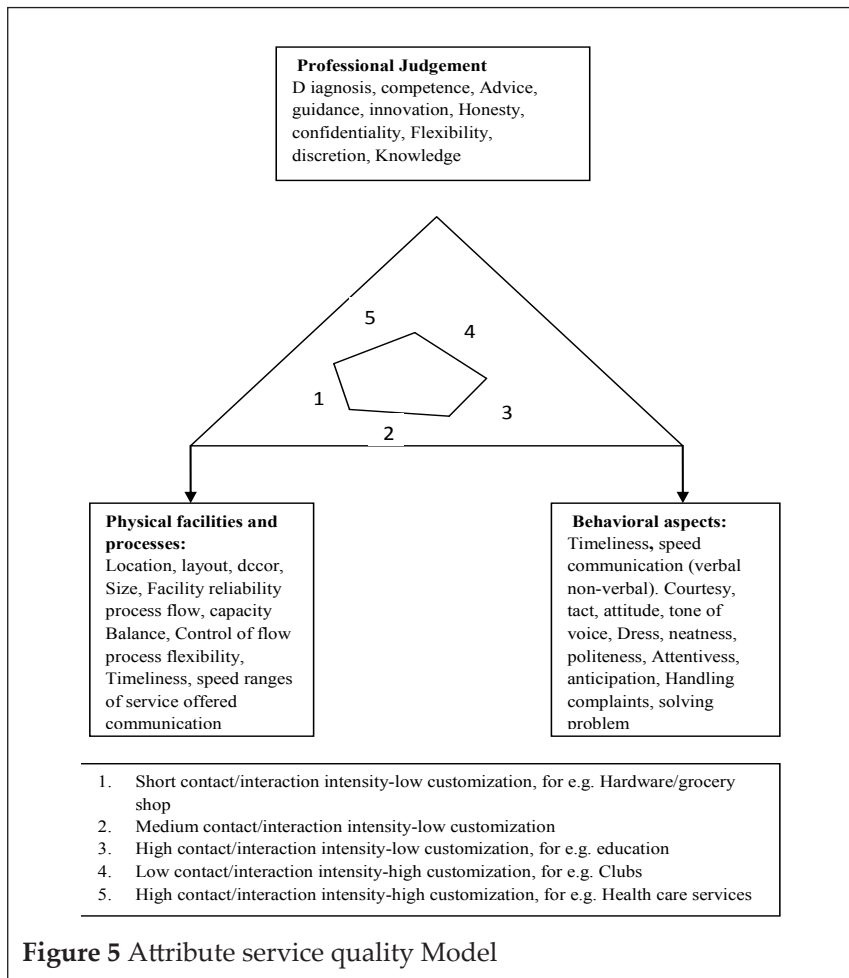 Professional Judgement
D iagnosis, competence, Advice,
guidance, innovation, Honesty,
confidentiality, Flexibility,
discretion, Knowledge
5
4
1
3
2
Physical facilities and
processes:
Location, layout, dccor,
Size, Facility reliability
process flow, capacity
Balance, Control of flow
process flexibility,
Timeliness, speed ranges
of service offered
communication
Behavioral aspects:
Timeliness, speed
communication (verbal
non-verbal). Courtesy,
tact, attitude, tone of
voice, Dress, neatness,
politeness, Attentivess,
anticipation, Handling
complaints, solving
problem
1. Short contact/interaction intensity-low customization, for e.g. Hardware/grocery
shop
2. Medium contact/interaction intensity-low customization
3. High contact/interaction intensity-low customization, for e.g. education
4. Low contact/interaction intensity-high customization, for e.g. Clubs
5. High contact/interaction intensity-high customization, for e.g. Health care services
Figure 5 Attribute service quality Model